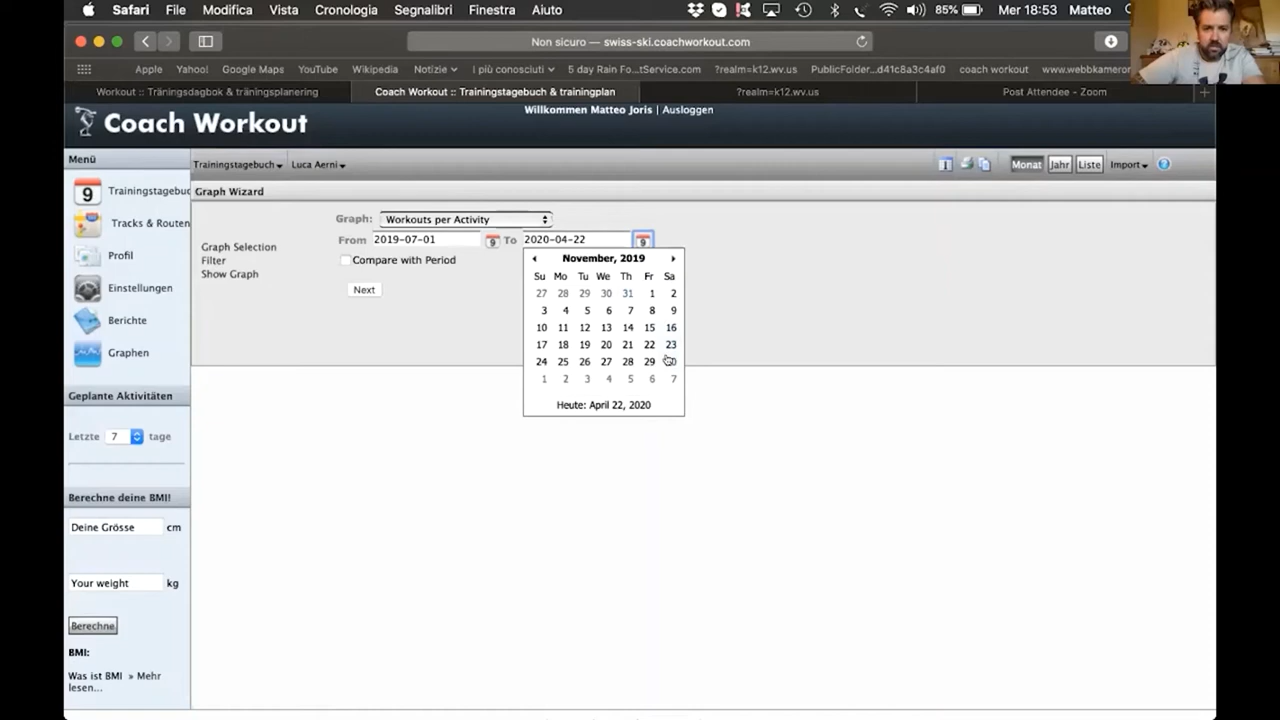 Safari File Modifica Vista Cronologia Segnalibri Finestra Aiuto 85% Mer 18:53 Matteo
Non sicuro — swiss-ski.coachworkout.com
Apple Yahoo! Google Maps YouTube Wikipedia Notizie I più conosciuti 5 day Rain Fo...tService.com ?realm=k12.wv.us PublicFolder...d41c8a3c4af0 coach workout www.webbkameror
Workout :: Träningsdagbok & träningsplanering Coach Workout :: Trainingstagebuch & trainingplan ?realm=k12.wv.us Post Attendee - Zoom
Willkommen Matteo Joris | Ausloggen
Coach Workout
Menü
Trainingstagebuch Luca Aerni Monat Jahr Liste Import
9 Trainingstagebuc
Tracks & Routen
Profil
Einstellungen
Berichte
Graphen
Graph Wizard
Graph Selection
Filter
Show Graph
Graph: Workouts per Activity
From 2019-07-01 9 To 2020-04-22 9
Compare with Period
Next
November, 2019
Su Mo Tu We Th Fr Sa
27 28 29 30 31 1 2
3 4 5 6 7 8 9
10 11 12 13 14 15 16
17 18 19 20 21 22 23
24 25 26 27 28 29
1 2 3 4 5 6 7
Heute: April 22, 2020
Geplante Aktivitäten
Letzte 7 tage
Berechne deine BMI!
Deine Grösse cm
Your weight kg
Berechne
BMI:
Was ist BMI » Mehr
lesen...